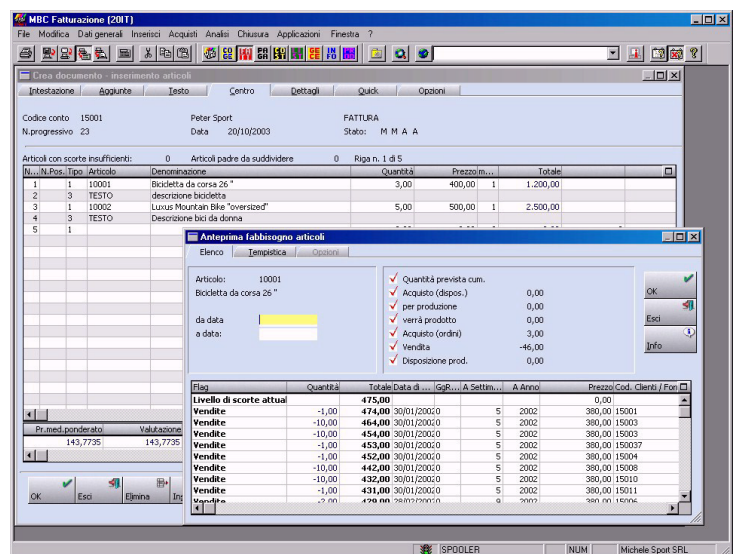 MBC Fatturazione (20IT)
File Modifica Dati generali Inserisci Acquisti Analisi Chiusura Applicazioni Finestra ?
Crea documento - inserimento articoli
Intestazione Aggiunte Testo Centro Dettagli Quick Opzioni
Codice conto 15001 Peter Sport FATTURA
N.progressivo 23 Data 20/10/2003 Stato: M M A A
Articoli con scorte insufficienti: 0 Articoli padre da suddividere 0 Riga n. 1 di 5
N... N.Pos. Tipo Articolo Denominazione Quantità Prezzo m... Totale
1 1 10001 Bicicletta da corsa 26 " 3,00 400,00 1 1.200,00
2 3 TESTO descrizione bicidetta
3 1 10002 Luxus Mountain Bike "oversized" 5,00 500,00 1 2.500,00
4 3 TESTO Descrizione bici da donna
5 1
Anteprima fabbisogno articoli
Elenco Tempistica Opzioni
Articolo: 10001
Bicicletta da corsa 26 "
da data
a data:
Quantità prevista cum.
Acquisto (dispos.) 0,00
per produzione 0,00
verrà prodotto 0,00
Acquisto (ordini) 3,00
Vendita -46,00
Disposizione prod. 0,00
OK
Esci
Info
Flag Quantità Totale Data di ... GgR... A Settim... A Anno Prezzo Cod. Clienti / For
Livello di scorte attual 475,00 0,00
Vendite -1,00 474,00 30/01/2002 0 5 2002 380,00 15001
Vendite -10,00 464,00 30/01/2002 0 5 2002 380,00 15003
Vendite -10,00 454,00 30/01/2002 0 5 2002 380,00 15003
Vendite -1,00 453,00 30/01/2002 0 5 2002 380,00 150037
Vendite -1,00 452,00 30/01/2002 0 5 2002 380,00 15004
Vendite -10,00 442,00 30/01/2002 0 5 2002 380,00 15008
Vendite -10,00 432,00 30/01/2002 0 5 2002 380,00 15010
Vendite -1,00 431,00 30/01/2002 0 5 2002 380,00 15011
Vendite -2,00 429,00 28/02/2002 0 9 2002 380,00 15006
Pr.med.ponderato Valutazione
143,7735 143,7735
OK Esci Elimina
SPOOLER NUM Michele Sport SRL